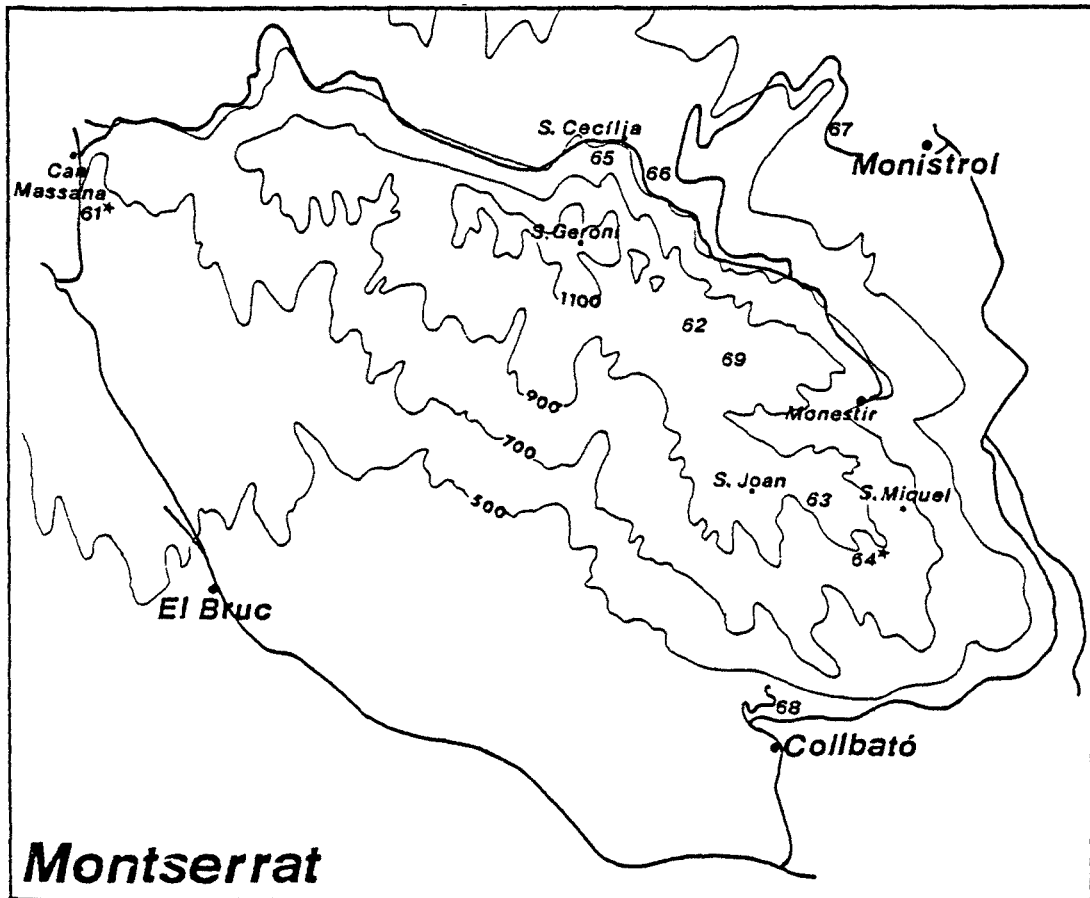 S. Cecília
65
66
67
Monistrol
Can
Massana
61*
S. Geroni
1100
62
69
900
Monestir
700
S. Joan
63
S. Miquel
500
64*
El Bruc
68
Collbató
Montserrat